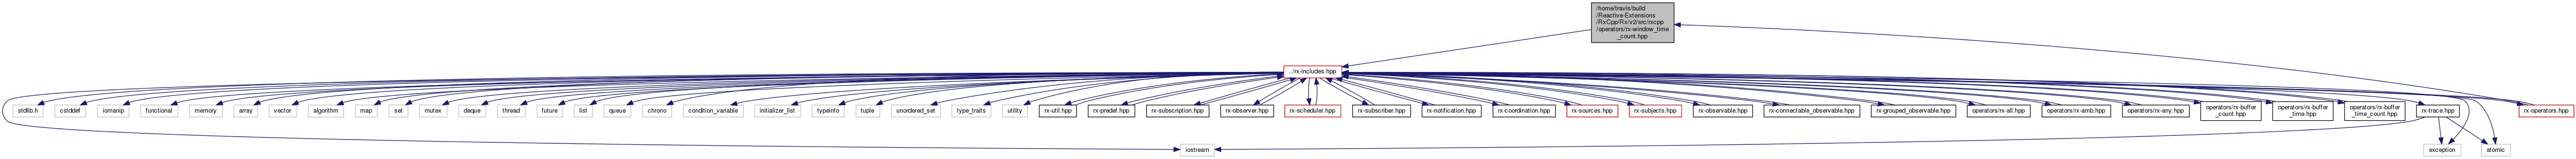 /home/travis/build
/Reactive-Extensions
/RxCpp/Rx/v2/src/rxcpp
/operators/rx-window_time
_count.hpp
../rx-includes.hpp
stdlib.h
cstddef
iomanip
functional
memory
array
vector
algorithm
map
set
mutex
deque
thread
future
list
queue
chrono
condition_variable
initializer_list
typeinfo
tuple
unordered_set
type_traits
utility
rx-util.hpp
rx-predef.hpp
rx-subscription.hpp
rx-observer.hpp
rx-scheduler.hpp
rx-subscriber.hpp
rx-notification.hpp
rx-coordination.hpp
rx-sources.hpp
rx-subjects.hpp
rx-observable.hpp
rx-connectable_observable.hpp
rx-grouped_observable.hpp
operators/rx-all.hpp
operators/rx-amb.hpp
operators/rx-any.hpp
operators/rx-buffer
_count.hpp
operators/rx-buffer
_time.hpp
operators/rx-buffer
_time_count.hpp
rx-trace.hpp
rx-operators.hpp
iostream
exception
atomic